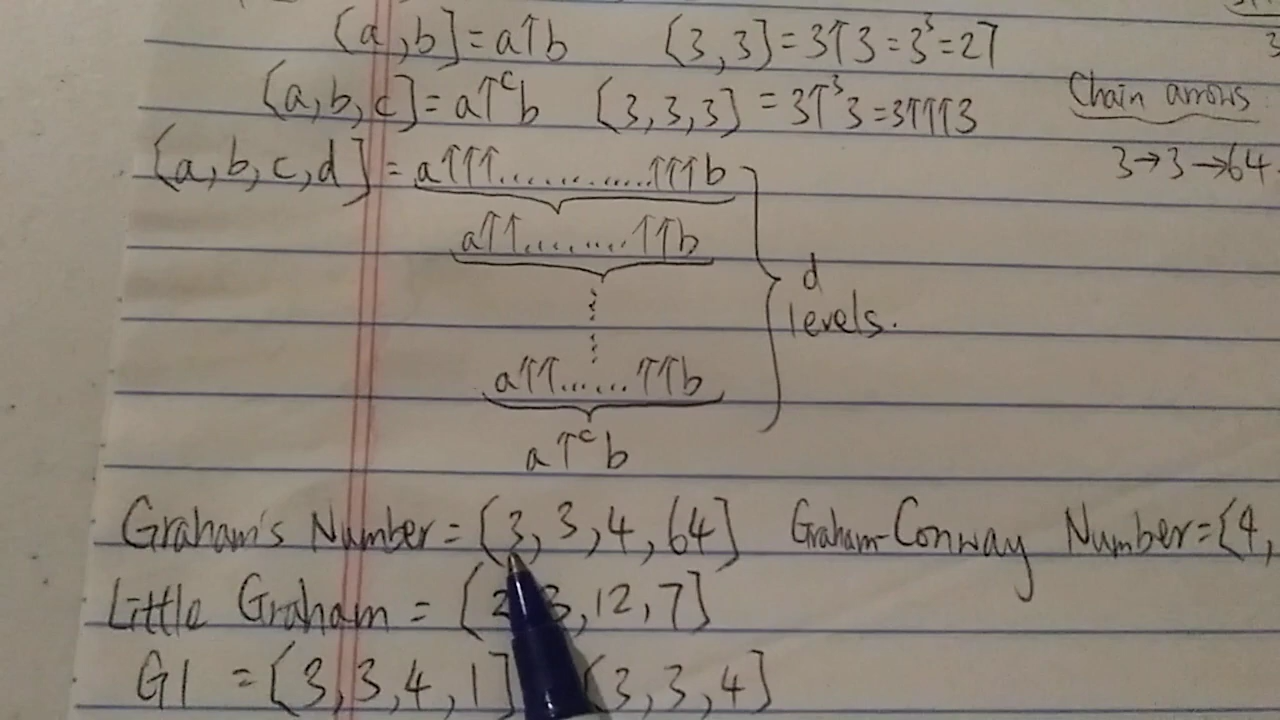 [a,b]=a↑b [3,3]=3↑3=3³=27
[a,b,c]=a↑ᶜb [3,3,3]=3↑³3=3↑↑↑3
Chain arrows
3→3→64
[a,b,c,d]=a↑↑↑..............↑↑↑b
a↑↑.........↑↑b
d
levels.
a↑↑......↑↑b
a↑ᶜb
Graham's Number=[3,3,4,64] Graham-Conway Number=[4,
Little Graham=[2,3,12,7]
G1=[3,3,4,1] [3,3,4]